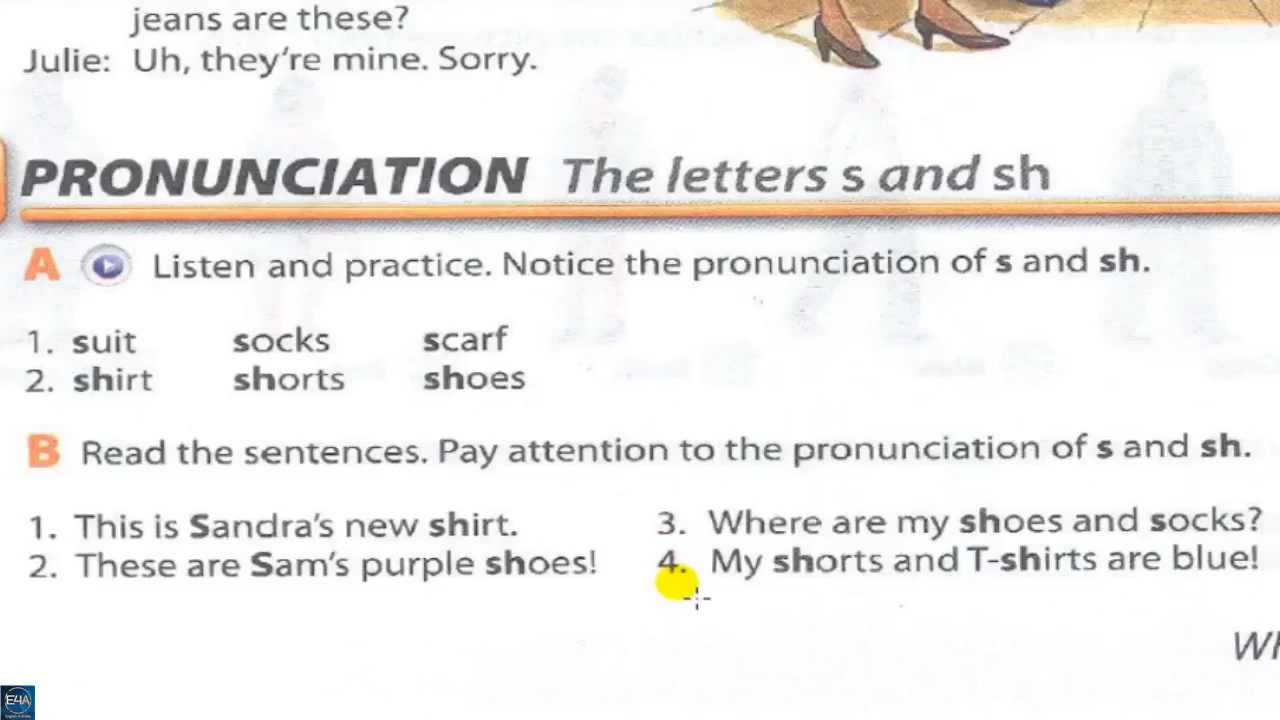 jeans are these?
Julie: Uh, they're mine. Sorry.
PRONUNCIATION The letters s and sh
A Listen and practice. Notice the pronunciation of s and sh.
1. suit socks scarf
2. shirt shorts shoes
B Read the sentences. Pay attention to the pronunciation of s and sh.
1. This is Sandra's new shirt.
2. These are Sam's purple shoes!
3. Where are my shoes and socks?
4. My shorts and T-shirts are blue!
E4A